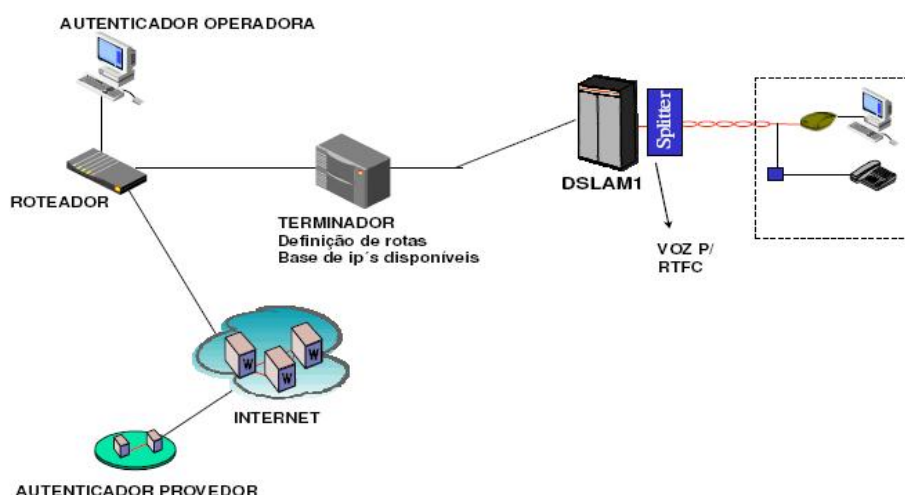 AUTENTICADOR OPERADORA
Splitter
DSLAM1
ROTEADOR
TERMINADOR
Definição de rotas
Base de ip´s disponíveis
VOZ P/
RTFC
W
W
W
INTERNET
AUTENTICADOR PROVEDOR